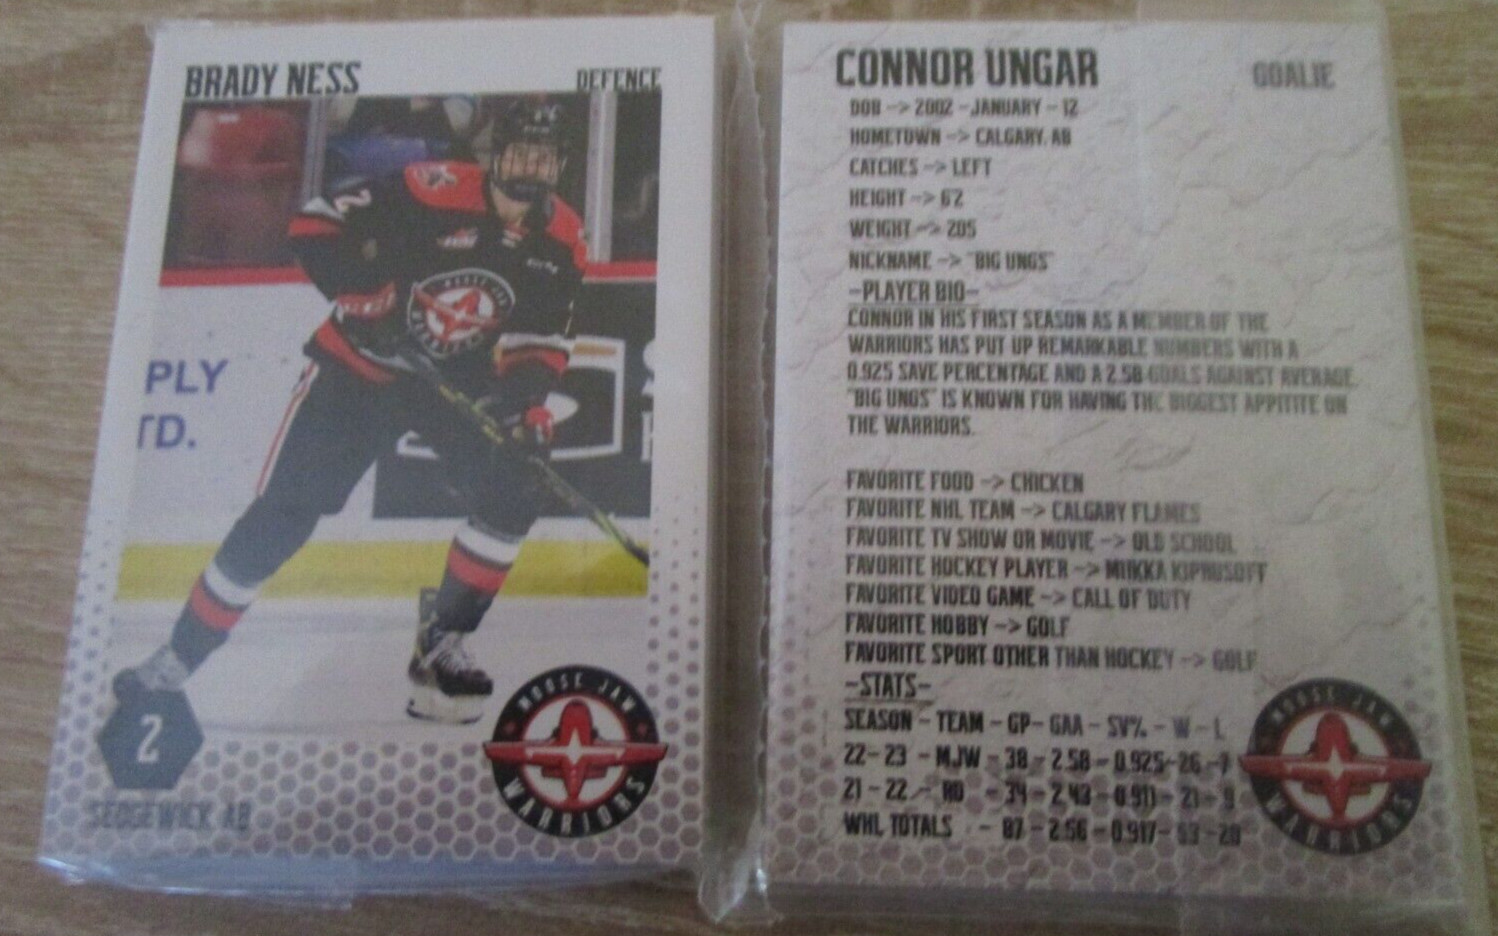 BRADY NESS
DEFENCE
2
PLY
TD.
MOOSE JAW
WARRIORS
2
MOOSE JAW
WARRIORS
SEDGEWICK, AB
CONNOR UNGAR
GOALIE
DOB -> 2002 - JANUARY - 12
HOMETOWN -> CALGARY, AB
CATCHES -> LEFT
HEIGHT -> 6'2
WEIGHT -> 205
NICKNAME -> "BIG UNGS"
-PLAYER BIO-
CONNOR IN HIS FIRST SEASON AS A MEMBER OF THE
WARRIORS HAS PUT UP REMARKABLE NUMBERS WITH A
0.925 SAVE PERCENTAGE AND A 2.58 GOALS AGAINST AVERAGE.
"BIG UNGS" IS KNOWN FOR HAVING THE BIGGEST APPITITE ON
THE WARRIORS.
FAVORITE FOOD -> CHICKEN
FAVORITE NHL TEAM -> CALGARY FLAMES
FAVORITE TV SHOW OR MOVIE -> OLD SCHOOL
FAVORITE HOCKEY PLAYER -> MIIKKA KIPRUSOFF
FAVORITE VIDEO GAME -> CALL OF DUTY
FAVORITE HOBBY -> GOLF
FAVORITE SPORT OTHER THAN HOCKEY -> GOLF
-STATS-
SEASON - TEAM - GP- GAA - SV% - W - L
22-23 - MJW - 38 - 2.58 - 0.925-26 -7
21 - 22 - RD - 34 - 2.43 - 0.911 - 21 - 9
WHL TOTALS - 87 - 2.56 - 0.917- 53 -20
MOOSE JAW
WARRIORS